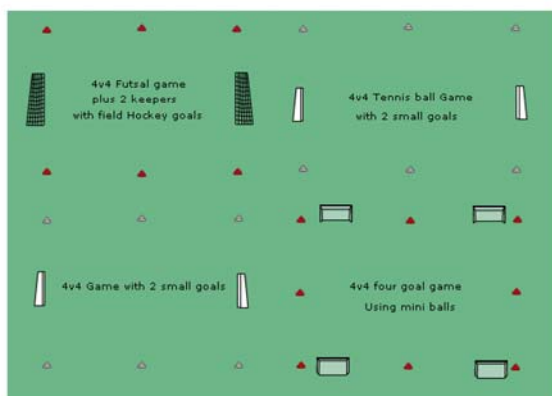 4v4 Futsal game
plus 2 keepers
with field Hockey goals
4v4 Tennis ball Game
with 2 small goals
4v4 Game with 2 small goals
4v4 four goal game
Using mini balls